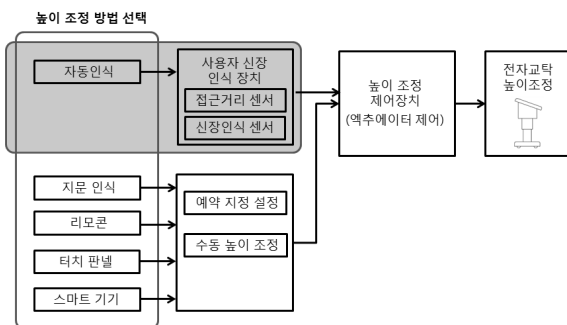 높이 조정 방법 선택
자동인식
사용자 신장
인식 장치
접근거리 센서
신장인식 센서
높이 조정
제어장치
(엑추에이터 제어)
전자교탁
높이조정
지문 인식
리모콘
터치 판넬
스마트 기기
예약 지정 설정
수동 높이 조정